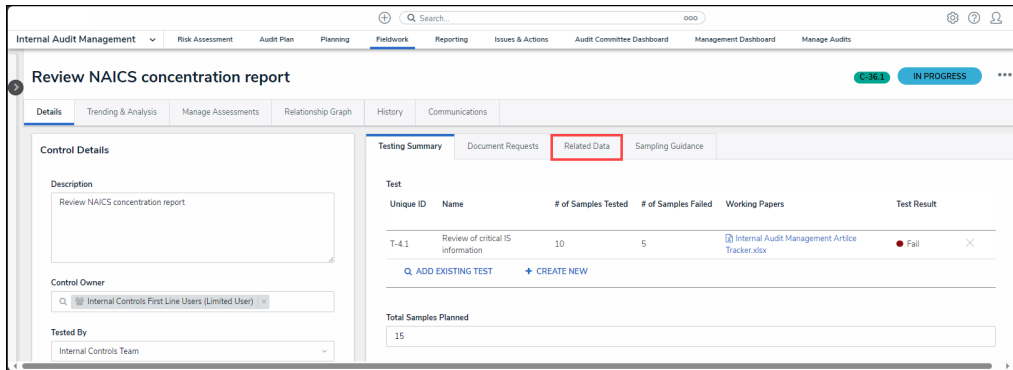 Search...
Internal Audit Management Risk Assessment Audit Plan Planning Fieldwork Reporting Issues & Actions Audit Committee Dashboard Management Dashboard Manage Audits
Review NAICS concentration report C-36.1 IN PROGRESS
Details Trending & Analysis Manage Assessments Relationship Graph History Communications
Control Details
Description
Review NAICS concentration report
Control Owner
Internal Controls First Line Users (Limited User) ×
Tested By
Internal Controls Team
Testing Summary Document Requests Related Data Sampling Guidance
Test
Unique ID Name # of Samples Tested # of Samples Failed Working Papers Test Result
T-4.1 Review of critical IS information 10 5 Internal Audit Management Artilce Tracker.xlsx Fail
ADD EXISTING TEST + CREATE NEW
Total Samples Planned
15